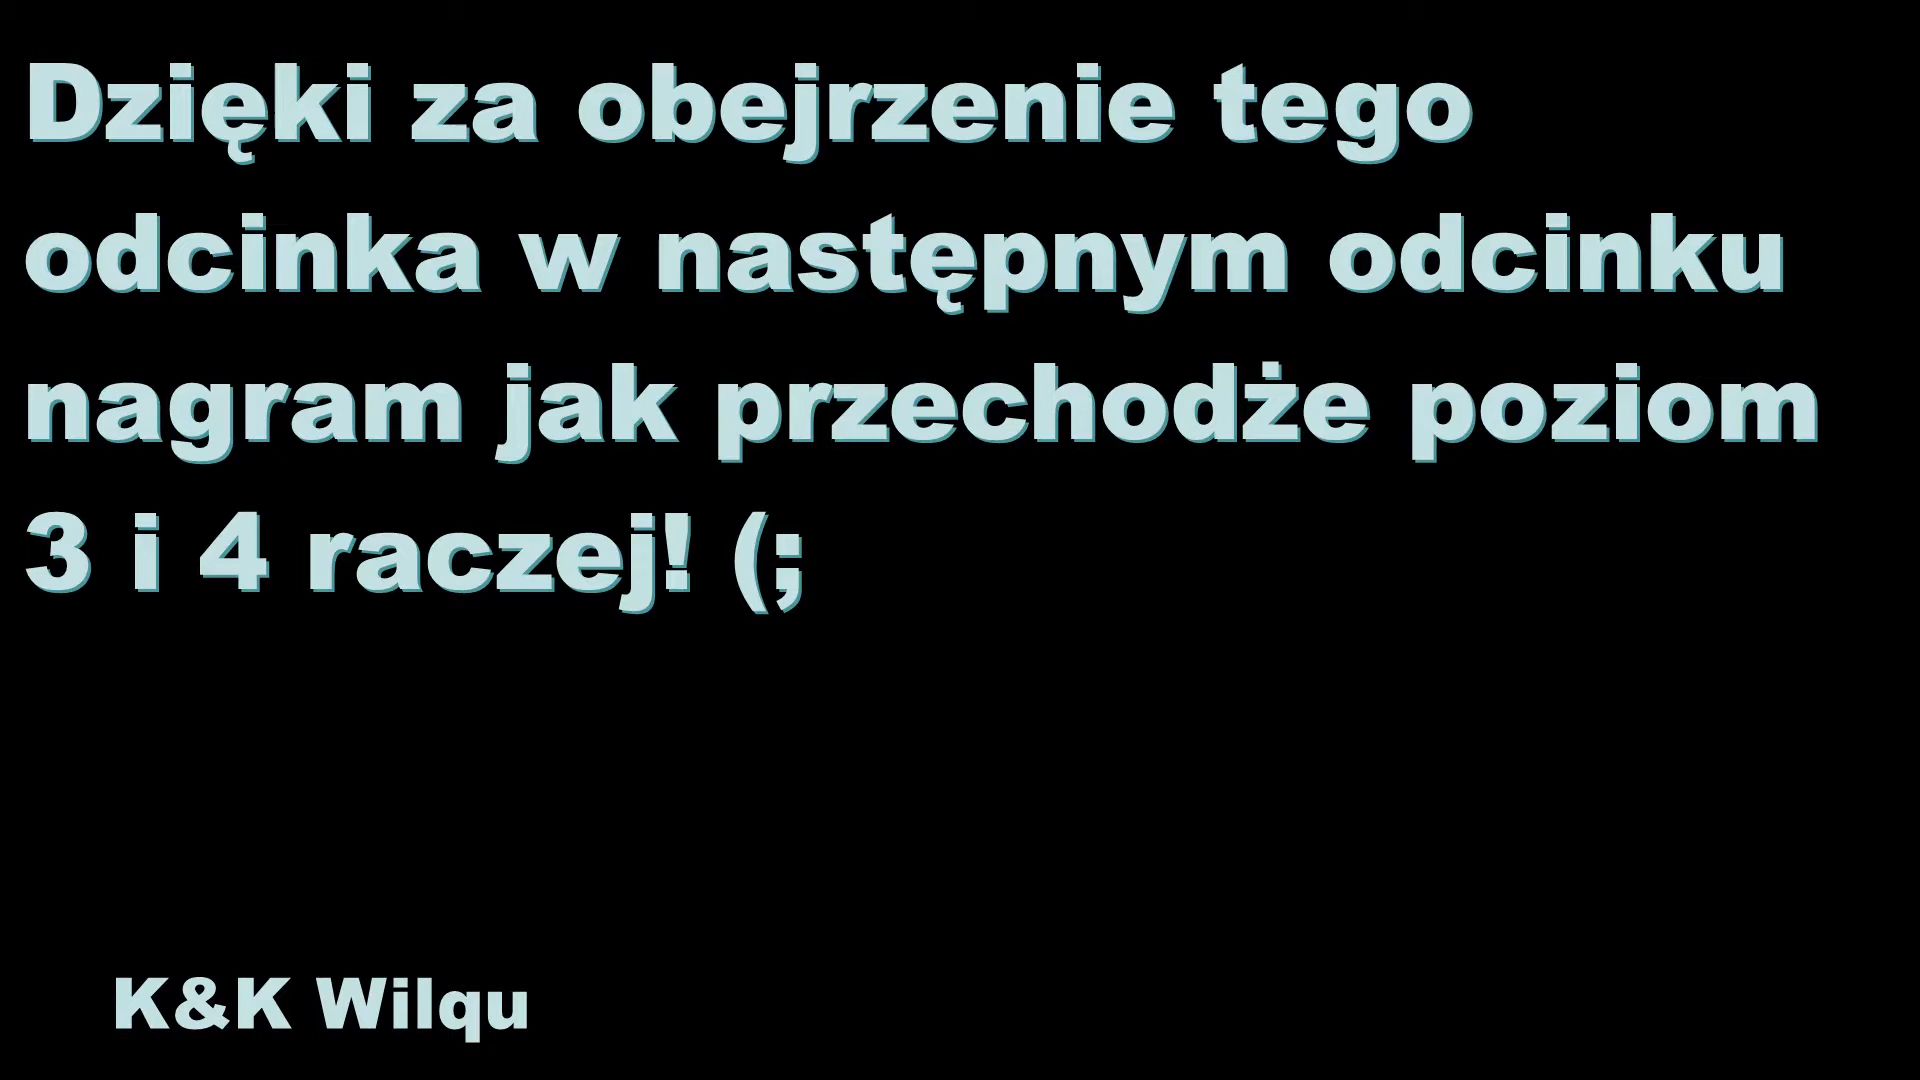 Dzięki za obejrzenie tego
odcinka w następnym odcinku
nagram jak przechodże poziom
3 i 4 raczej! (;
K&K Wilqu